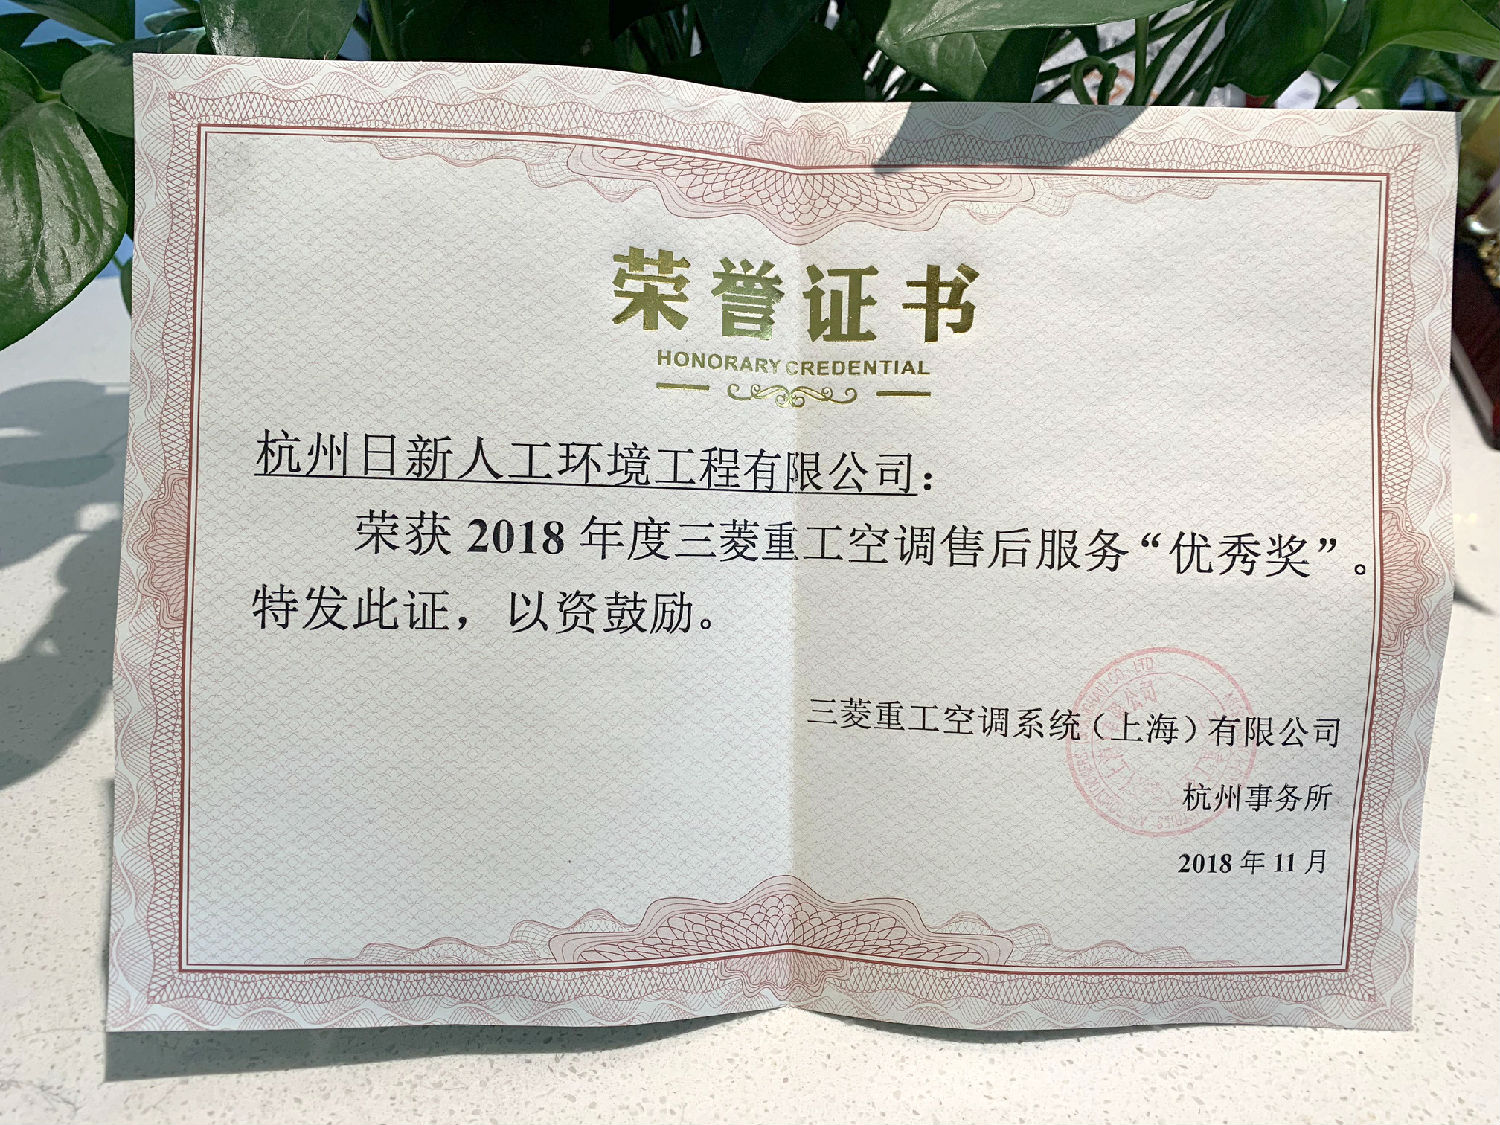 荣誉证书
HONORARY CREDENTIAL
杭州日新人工环境工程有限公司：
荣获 2018 年度三菱重工空调售后服务“优秀奖”。
特发此证，以资鼓励。
三菱重工空调系统（上海）有限公司
杭州事务所
2018 年 11 月